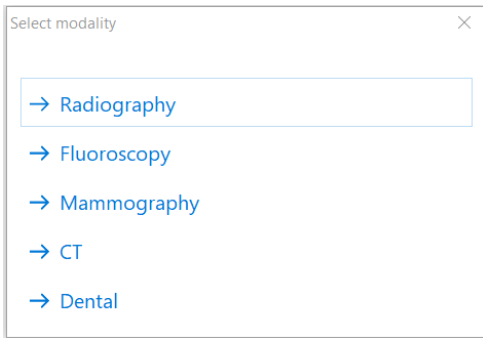 Select modality
Radiography
Fluoroscopy
Mammography
CT
Dental